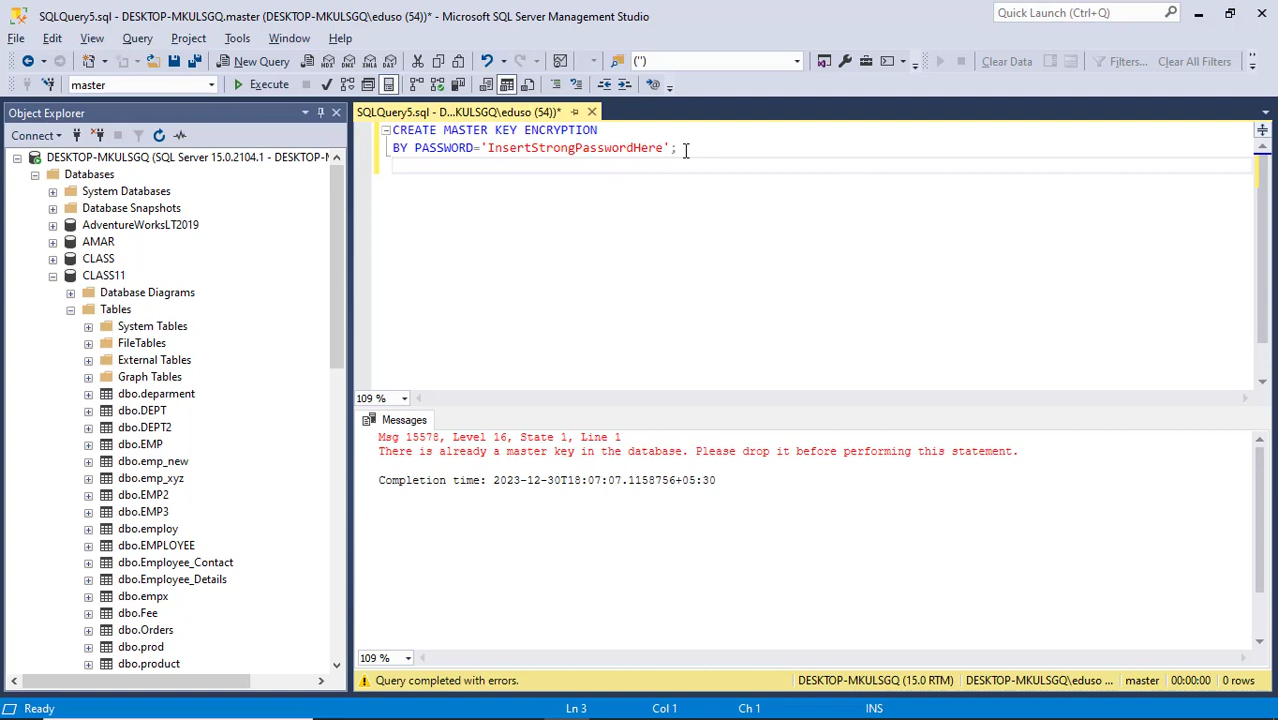 SQLQuery5.sql - DESKTOP-MKULSGQ.master (DESKTOP-MKULSGQ\eduso (54))* - Microsoft SQL Server Management Studio
Quick Launch (Ctrl+Q)
File Edit View Query Project Tools Window Help
New Query
('')
Clear Data
Filters...
Clear All Filters
master
Execute
Object Explorer
Connect
DESKTOP-MKULSGQ (SQL Server 15.0.2104.1 - DESKTOP-M
Databases
System Databases
Database Snapshots
AdventureWorksLT2019
AMAR
CLASS
CLASS11
Database Diagrams
Tables
System Tables
FileTables
External Tables
Graph Tables
dbo.deparment
dbo.DEPT
dbo.DEPT2
dbo.EMP
dbo.emp_new
dbo.emp_xyz
dbo.EMP2
dbo.EMP3
dbo.employ
dbo.EMPLOYEE
dbo.Employee_Contact
dbo.Employee_Details
dbo.empx
dbo.Fee
dbo.Orders
dbo.prod
dbo.product
SQLQuery5.sql - D...KULSGQ\eduso (54))*
CREATE MASTER KEY ENCRYPTION
BY PASSWORD='InsertStrongPasswordHere';
109 %
Messages
Msg 15578, Level 16, State 1, Line 1
There is already a master key in the database. Please drop it before performing this statement.
Completion time: 2023-12-30T18:07:07.1158756+05:30
109 %
Query completed with errors.
DESKTOP-MKULSGQ (15.0 RTM)
DESKTOP-MKULSGQ\eduso ...
master
00:00:00
0 rows
Ready
Ln 3
Col 1
Ch 1
INS